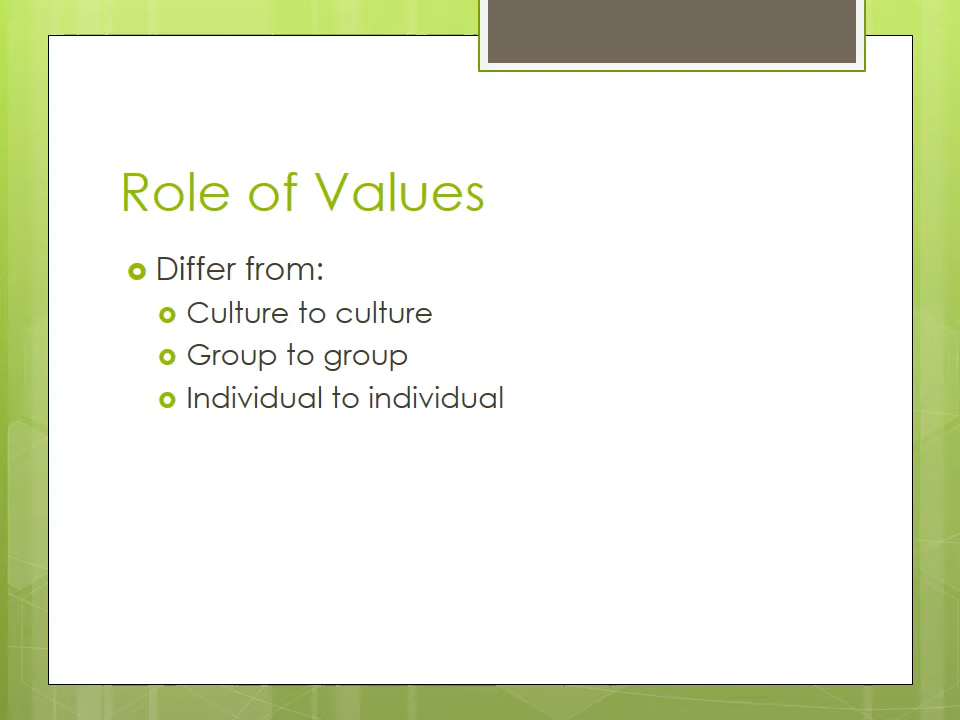 Role of Values
Differ from:
Culture to culture
Group to group
Individual to individual